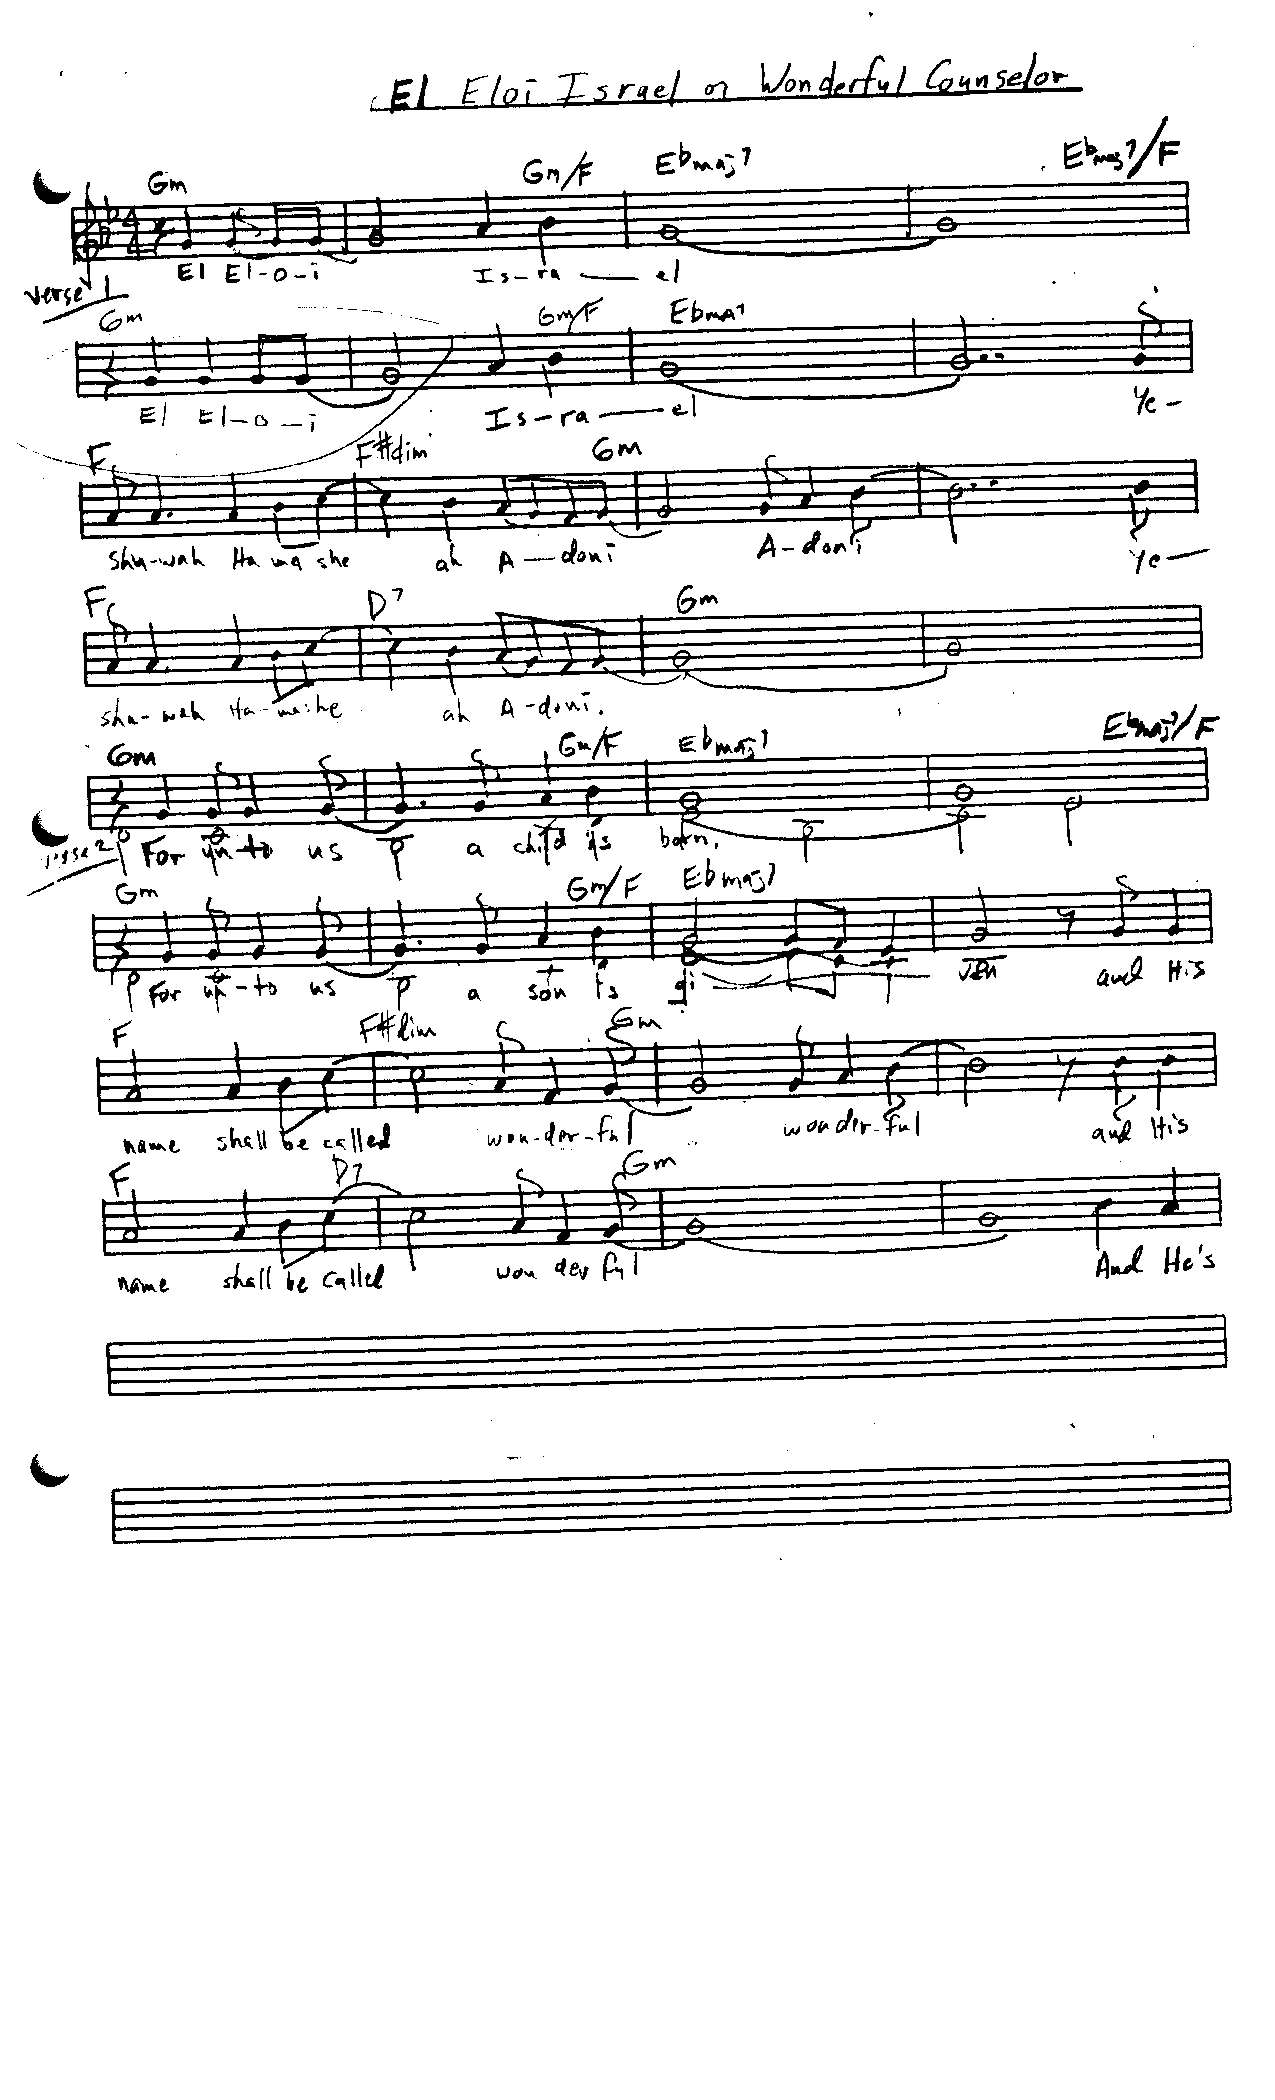 El Eloi Israel or Wonderful Counselor
Gm Gm/F Ebmaj7 Ebmaj7/F
El El-o-i Is-ra — el
Verse 1
Gm Gm/F Ebma7
El El-o-i Is-ra — el Ye-
F F#dim Gm
Shu-wah Ha ma she ah A — doni A-doni Ye—
F D7 Gm
shu-wah Ha-ma-she ah A-doni.
Gm Gm/F Ebmaj7 Ebmaj7/F
verse 2 For un-to us a child is born.
Gm Gm/F Ebmaj7
For un-to us a son is gi — ven and His
F F#dim Gm
name shall be called won-der-ful wonder-ful and His
F D7 Gm
name shall be called won der ful And He's